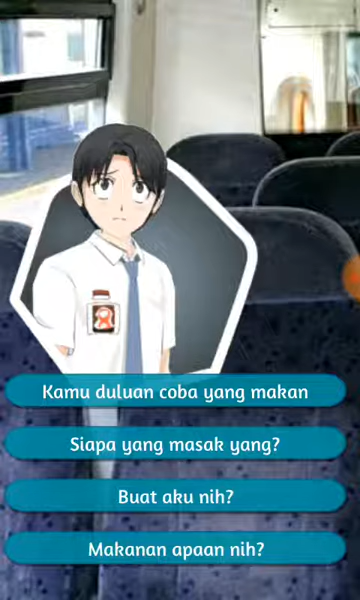 Kamu duluan coba yang makan
Siapa yang masak yang?
Buat aku nih?
Makanan apaan nih?